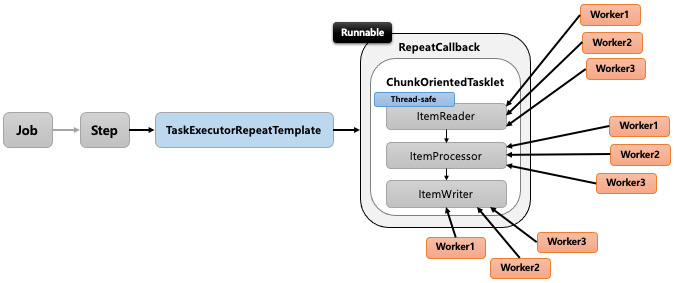 Job
Step
TaskExecutorRepeatTemplate
Runnable
RepeatCallback
ChunkOrientedTasklet
Thread-safe
ItemReader
ItemProcessor
ItemWriter
Worker1
Worker2
Worker3
Worker1
Worker2
Worker3
Worker1
Worker2
Worker3